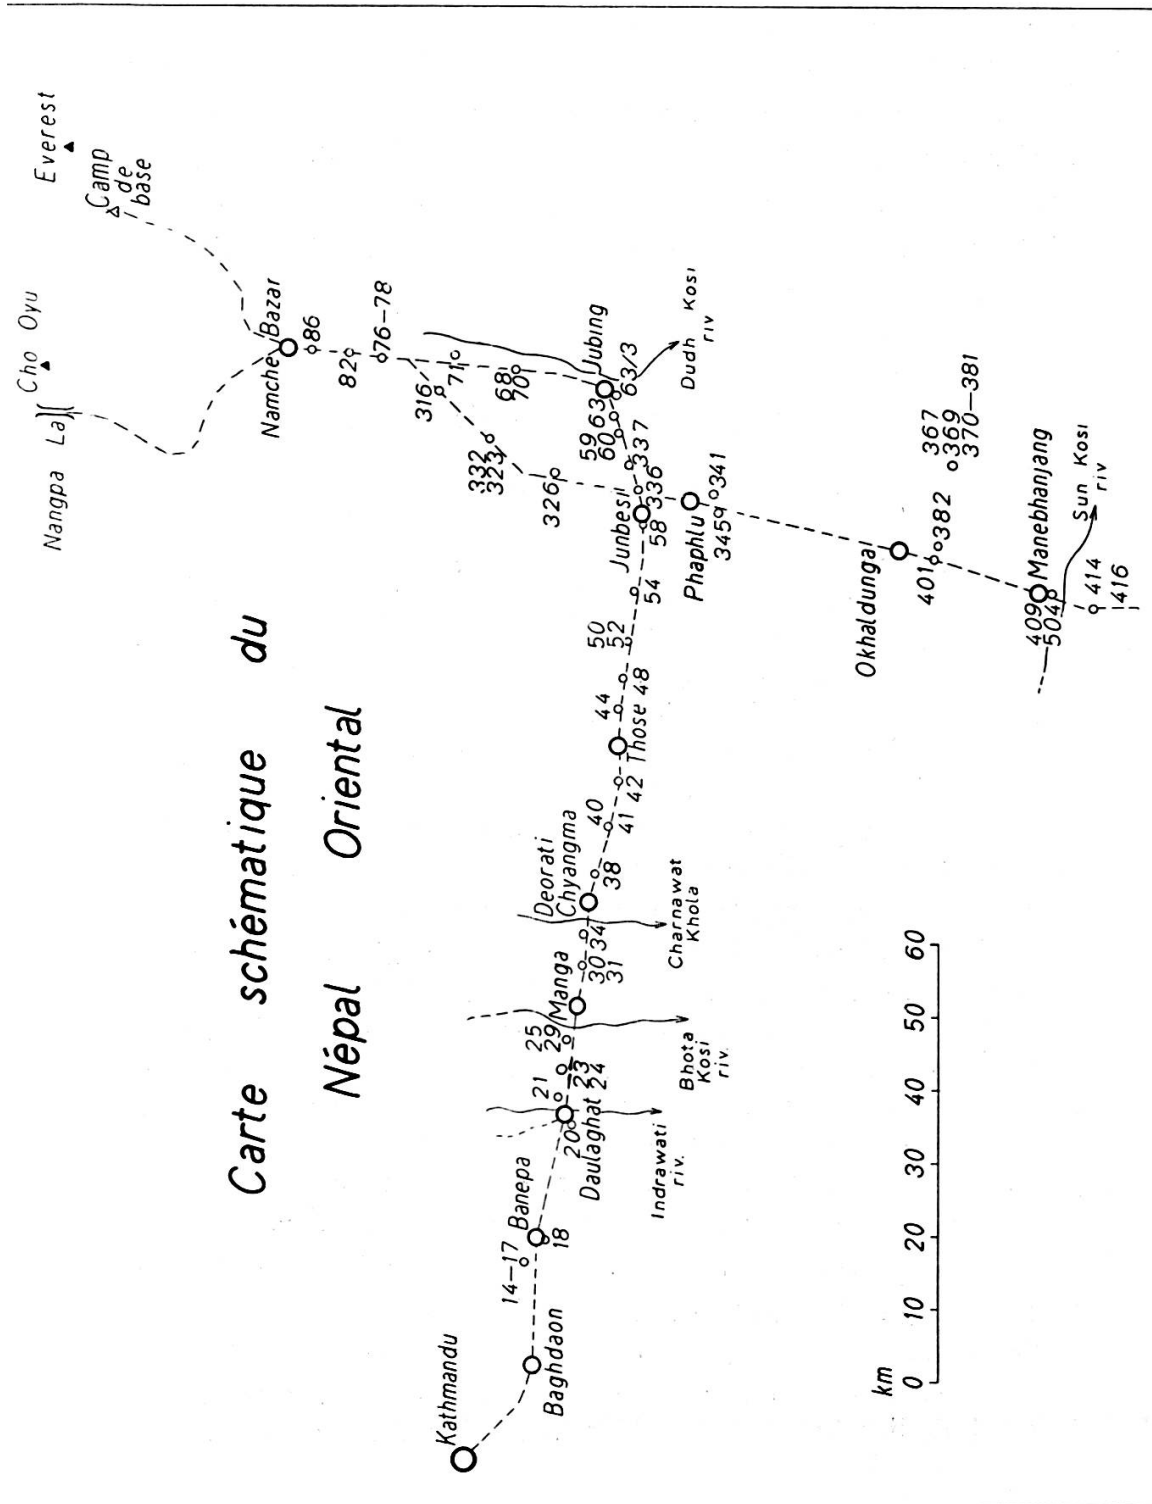 Carte schématique du
Népal Oriental
Nangpa La
Cho Oyu
Everest
Camp
de
base
Namche Bazar
86
82
76–78
316
71
332
323
68
70
326
Jubing
63
63/3
59
60
337
336
Dudh Kosi
riv
Junbesi
58
Phaphlu
341
345
54
50
52
48
44
Those
42
40
41
38
Deorati
Chyangma
Charnawat
Khola
34
30
31
Manga
25
29
Bhota
Kosi
riv.
21
23
24
20
Daulaghat
Indrawati
riv.
Banepa
18
14–17
Baghdaon
Kathmandu
Okhaldunga
401
382
367
369
370–381
Manebhanjang
409
504
Sun Kosi
riv
414
416
km
0 10 20 30 40 50 60